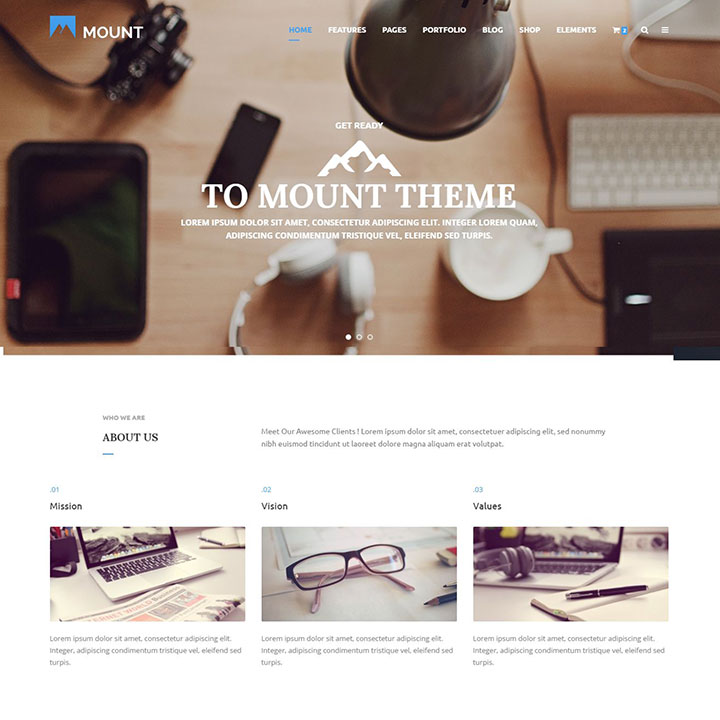 MOUNT
HOME FEATURES PAGES PORTFOLIO BLOG SHOP ELEMENTS
GET READY
TO MOUNT THEME
LOREM IPSUM DOLOR SIT AMET, CONSECTETUR ADIPISCING ELIT. INTEGER LOREM QUAM,
ADIPISCING CONDIMENTUM TRISTIQUE VEL, ELEIFEND SED TURPIS.
WHO WE ARE
ABOUT US
Meet Our Awesome Clients ! Lorem ipsum dolor sit amet, consectetuer adipiscing elit, sed nonummy
nibh euismod tincidunt ut laoreet dolore magna aliquam erat volutpat.
.01
Mission
Lorem ipsum dolor sit amet, consectetur adipiscing elit.
Integer, adipiscing condimentum tristique vel, eleifend sed
turpis.
.02
Vision
Lorem ipsum dolor sit amet, consectetur adipiscing elit.
Integer, adipiscing condimentum tristique vel, eleifend sed
turpis.
.03
Values
Lorem ipsum dolor sit amet, consectetur adipiscing elit.
Integer, adipiscing condimentum tristique vel, eleifend sed
turpis.